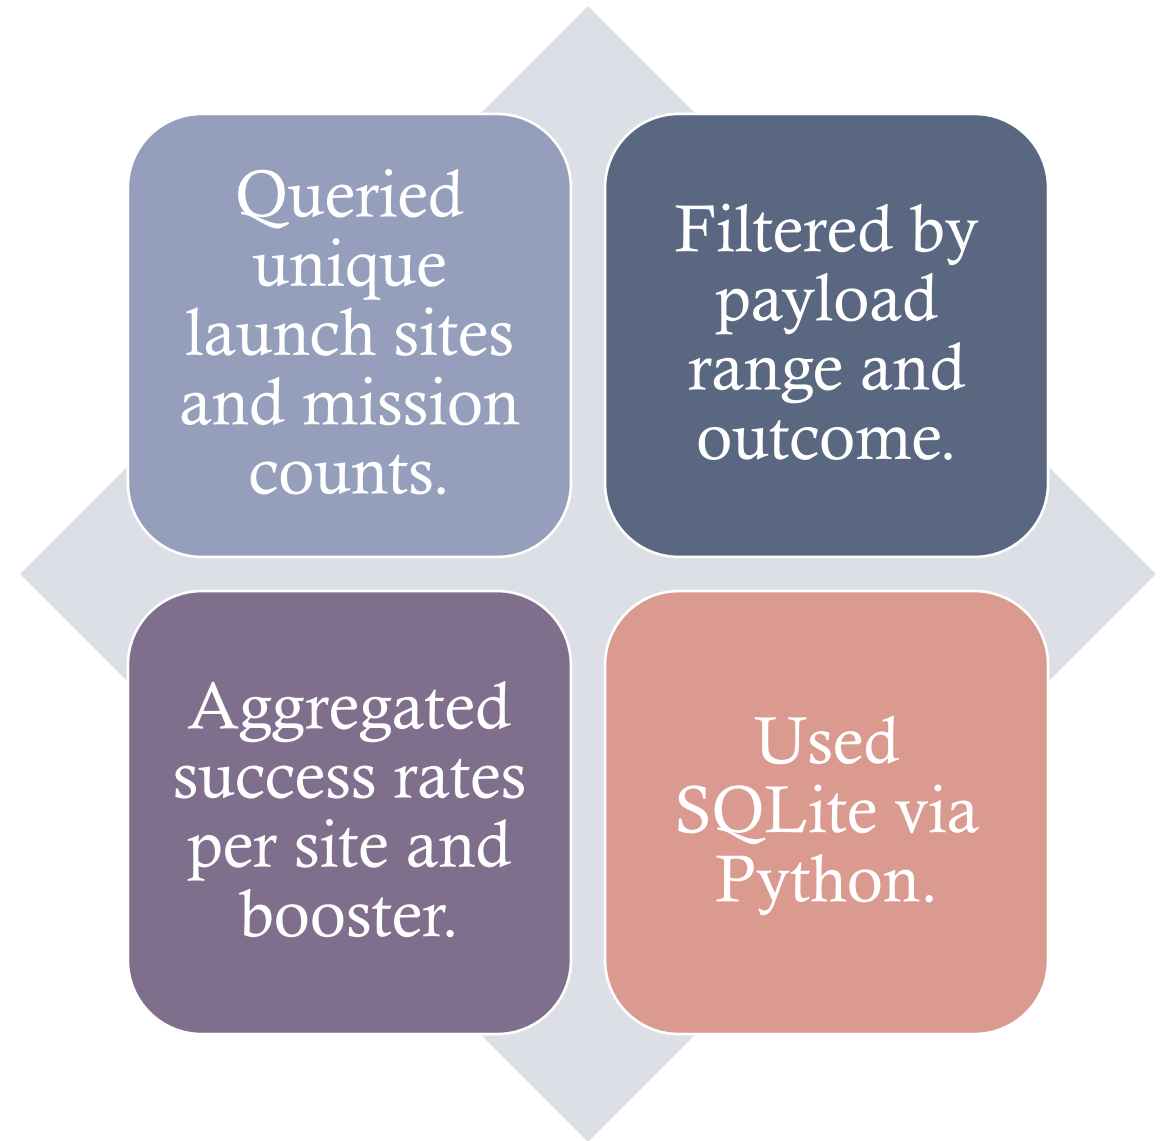 Queried
unique
launch sites
and mission
counts.
Filtered by
payload
range and
outcome.
Aggregated
success rates
per site and
booster.
Used
SQLite via
Python.